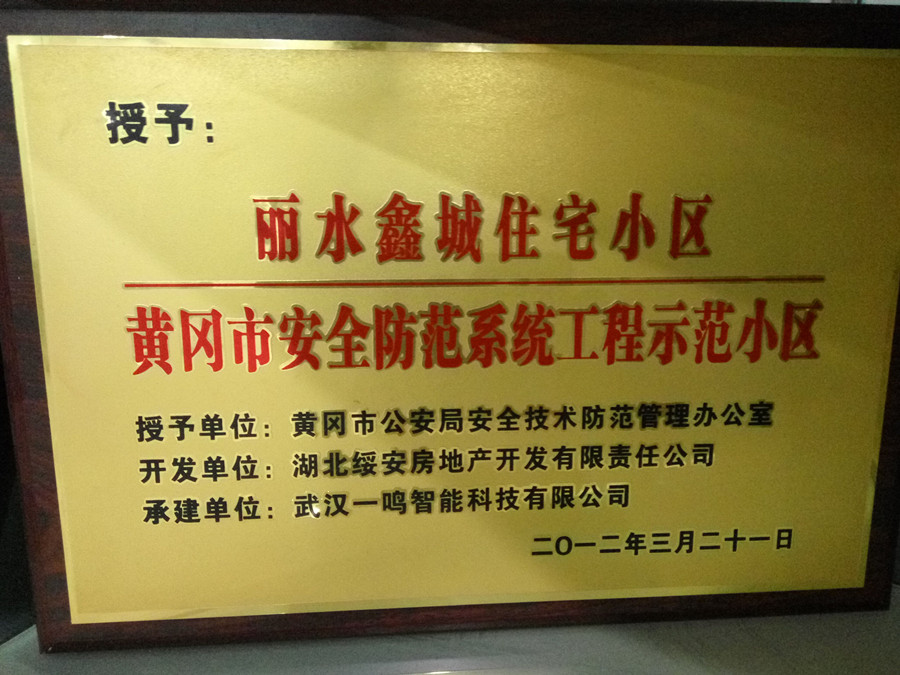 授予：
丽水鑫城住宅小区
黄冈市安全防范系统工程示范小区
授予单位：黄冈市公安局安全技术防范管理办公室
开发单位：湖北绥安房地产开发有限责任公司
承建单位：武汉一鸣智能科技有限公司
二O一二年三月二十一日